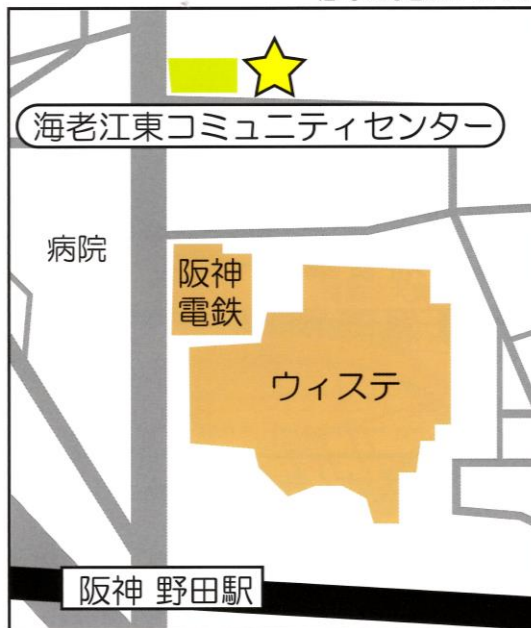 海老江東コミュニティセンター
病院
阪神
電鉄
ウィステ
阪神 野田駅